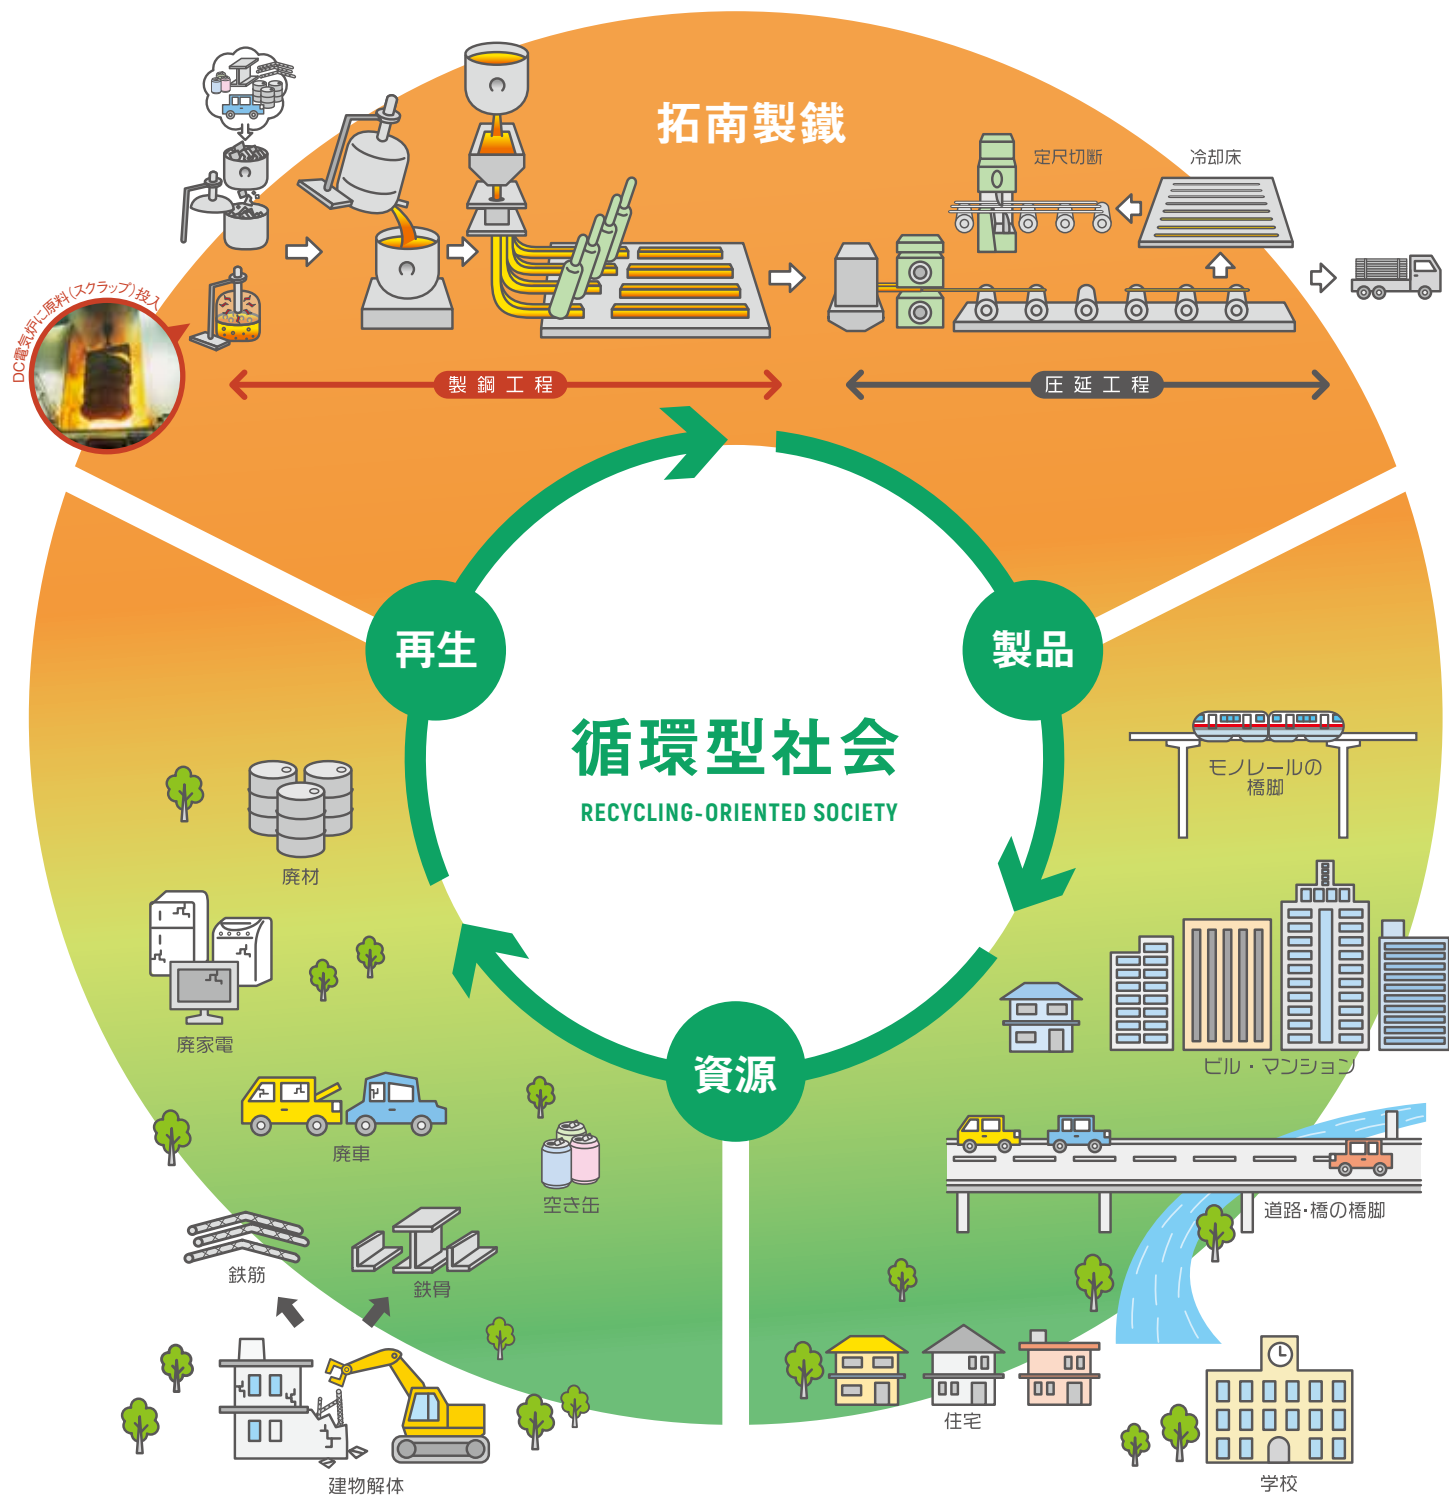 拓南製鐵
定尺切断
冷却床
DC電気炉に原料(スクラップ)投入
製鋼工程
圧延工程
再生
製品
循環型社会
RECYCLING-ORIENTED SOCIETY
モノレールの
橋脚
廃材
廃家電
ビル・マンション
資源
廃車
空き缶
道路・橋の橋脚
鉄筋
鉄骨
住宅
建物解体
学校